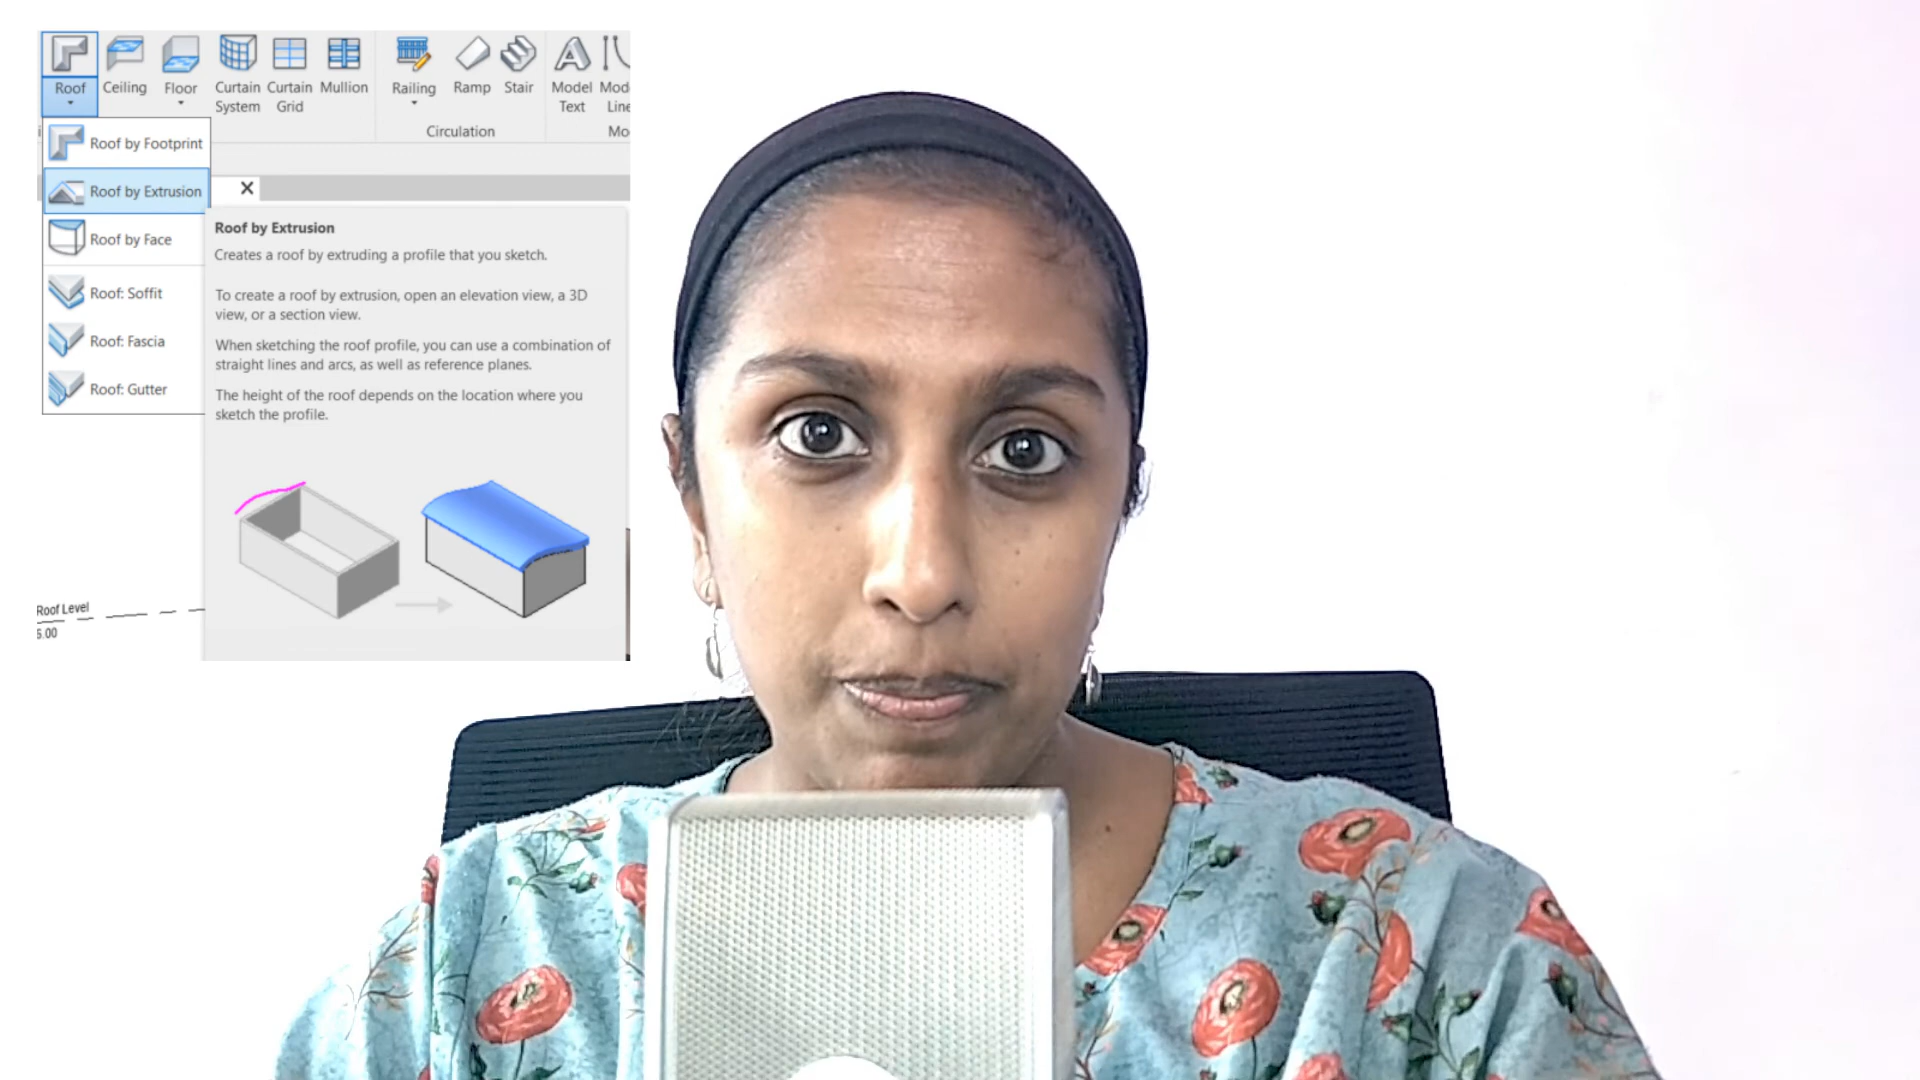 Roof Ceiling Floor Curtain Curtain Mullion Railing Ramp Stair Model
System Grid Text Line
Circulation
Roof by Footprint
Roof by Extrusion
Roof by Face
Roof: Soffit
Roof: Fascia
Roof: Gutter
Roof by Extrusion
Creates a roof by extruding a profile that you sketch.
To create a roof by extrusion, open an elevation view, a 3D
view, or a section view.
When sketching the roof profile, you can use a combination of
straight lines and arcs, as well as reference planes.
The height of the roof depends on the location where you
sketch the profile.
Roof Level